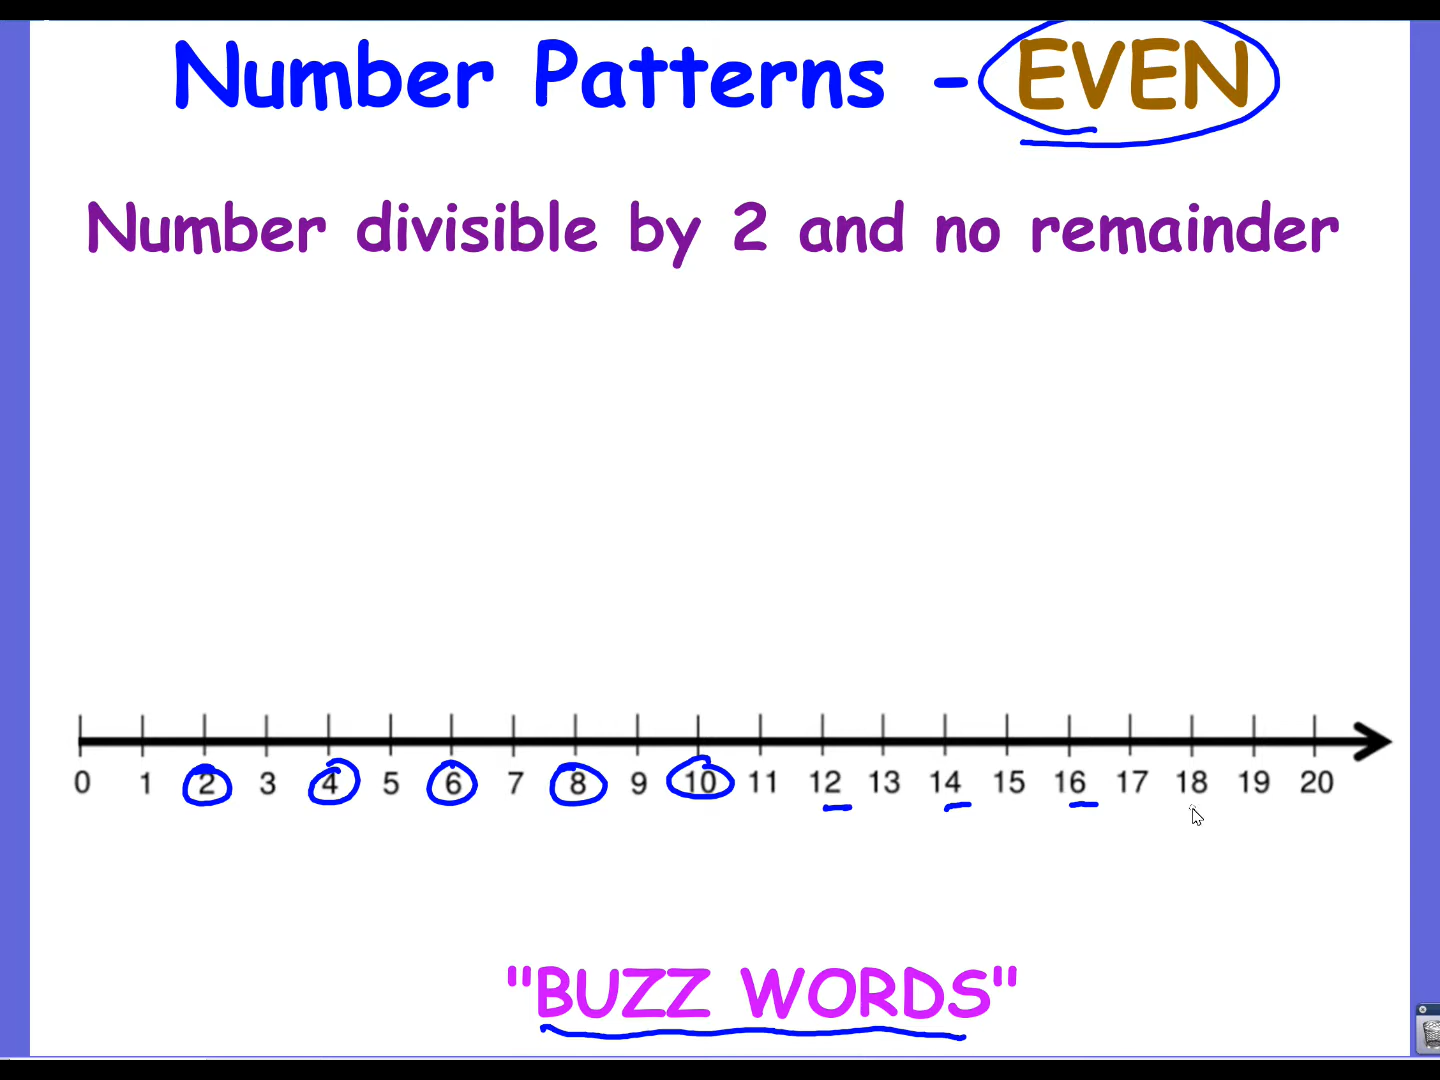 Number Patterns - EVEN
Number divisible by 2 and no remainder
0 1 2 3 4 5 6 7 8 9 10 11 12 13 14 15 16 17 18 19 20
"BUZZ WORDS"